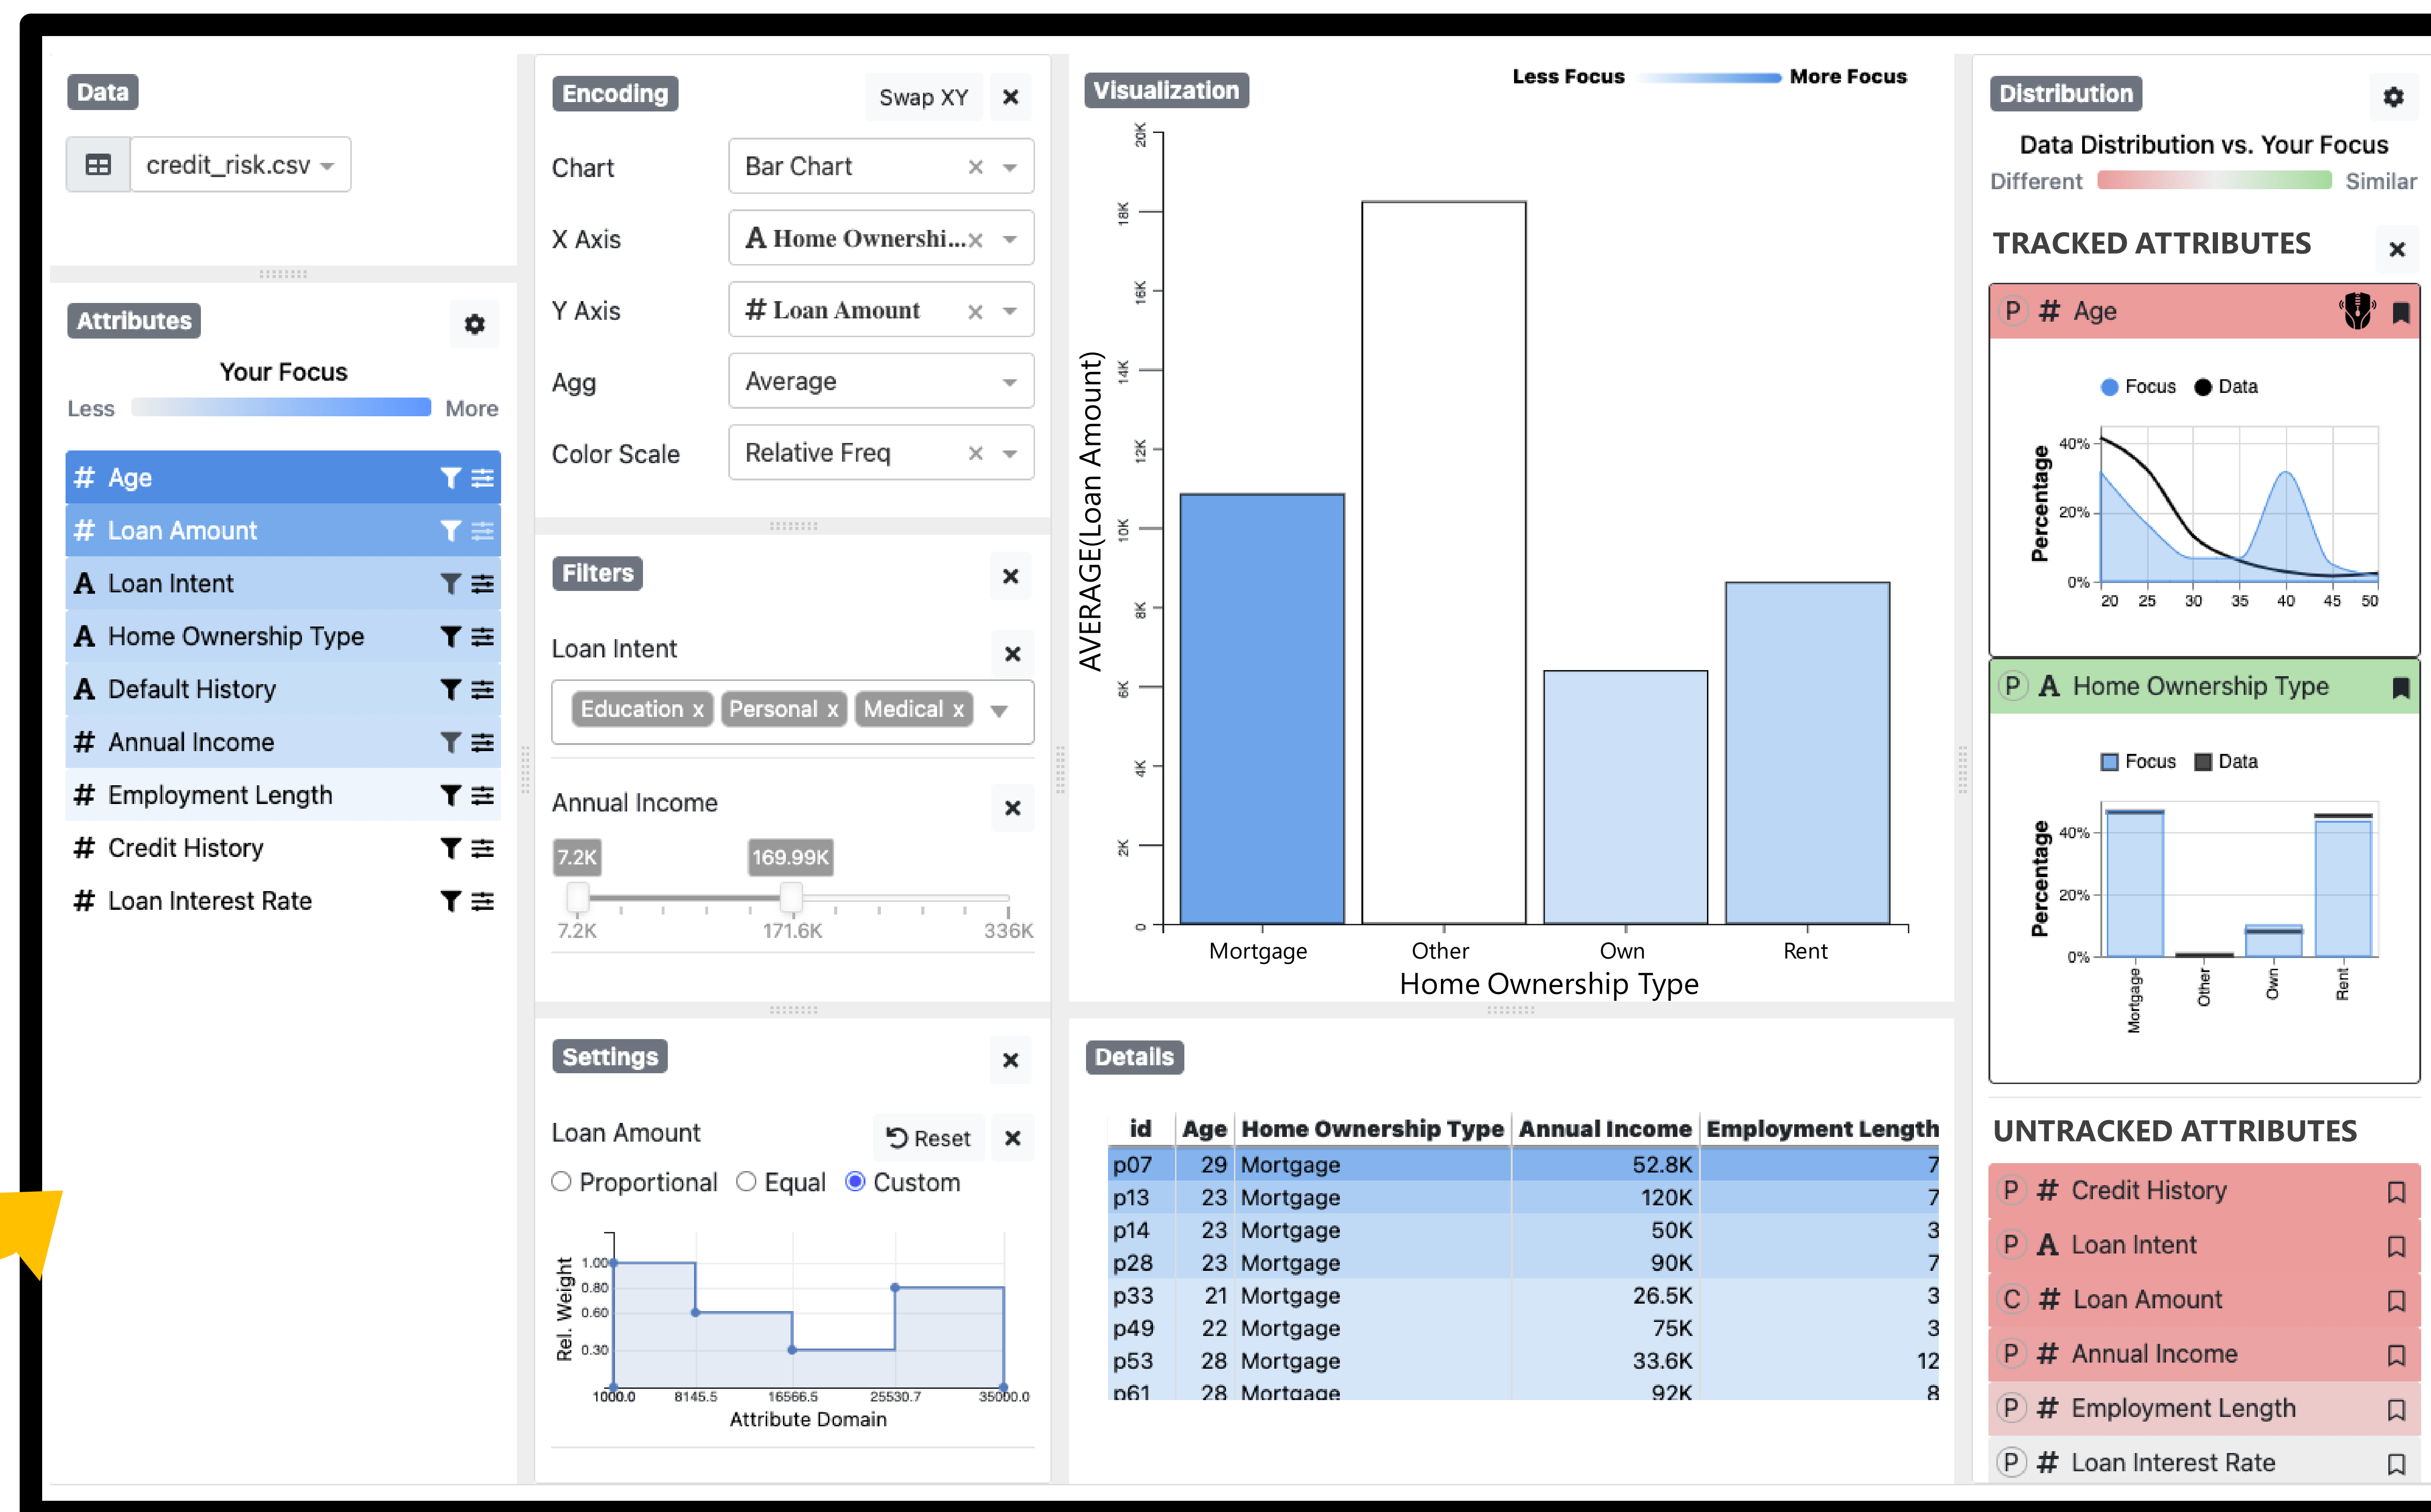 Data
credit_risk.csv
Attributes
Your Focus
Less More
# Age
# Loan Amount
A Loan Intent
A Home Ownership Type
A Default History
# Annual Income
# Employment Length
# Credit History
# Loan Interest Rate
Encoding Swap XY ×
Chart Bar Chart ×
X Axis A Home Ownershi... ×
Y Axis # Loan Amount ×
Agg Average
Color Scale Relative Freq ×
Filters ×
Loan Intent ×
Education x Personal x Medical x
Annual Income ×
7.2K 169.99K
7.2K 171.6K 336K
Settings ×
Loan Amount Reset ×
Proportional Equal Custom
Rel. Weight
1.00
0.80
0.60
0.30
1000.0 8145.5 16566.5 25530.7 35000.0
Attribute Domain
Visualization Less Focus More Focus
AVERAGE(Loan Amount)
20K
18K
16K
14K
12K
10K
8K
6K
4K
2K
0
Mortgage Other Own Rent
Home Ownership Type
Details
id Age Home Ownership Type Annual Income Employment Length
p07 29 Mortgage 52.8K 7
p13 23 Mortgage 120K 7
p14 23 Mortgage 50K 3
p28 23 Mortgage 90K 7
p33 21 Mortgage 26.5K 3
p49 22 Mortgage 75K 3
p53 28 Mortgage 33.6K 12
p61 28 Mortgage 92K 8
Distribution
Data Distribution vs. Your Focus
Different Similar
TRACKED ATTRIBUTES ×
P # Age
Focus Data
Percentage
40%
20%
0%
20 25 30 35 40 45 50
P A Home Ownership Type
Focus Data
Percentage
40%
20%
0%
Mortgage Other Own Rent
UNTRACKED ATTRIBUTES
P # Credit History
P A Loan Intent
C # Loan Amount
P # Annual Income
P # Employment Length
P # Loan Interest Rate